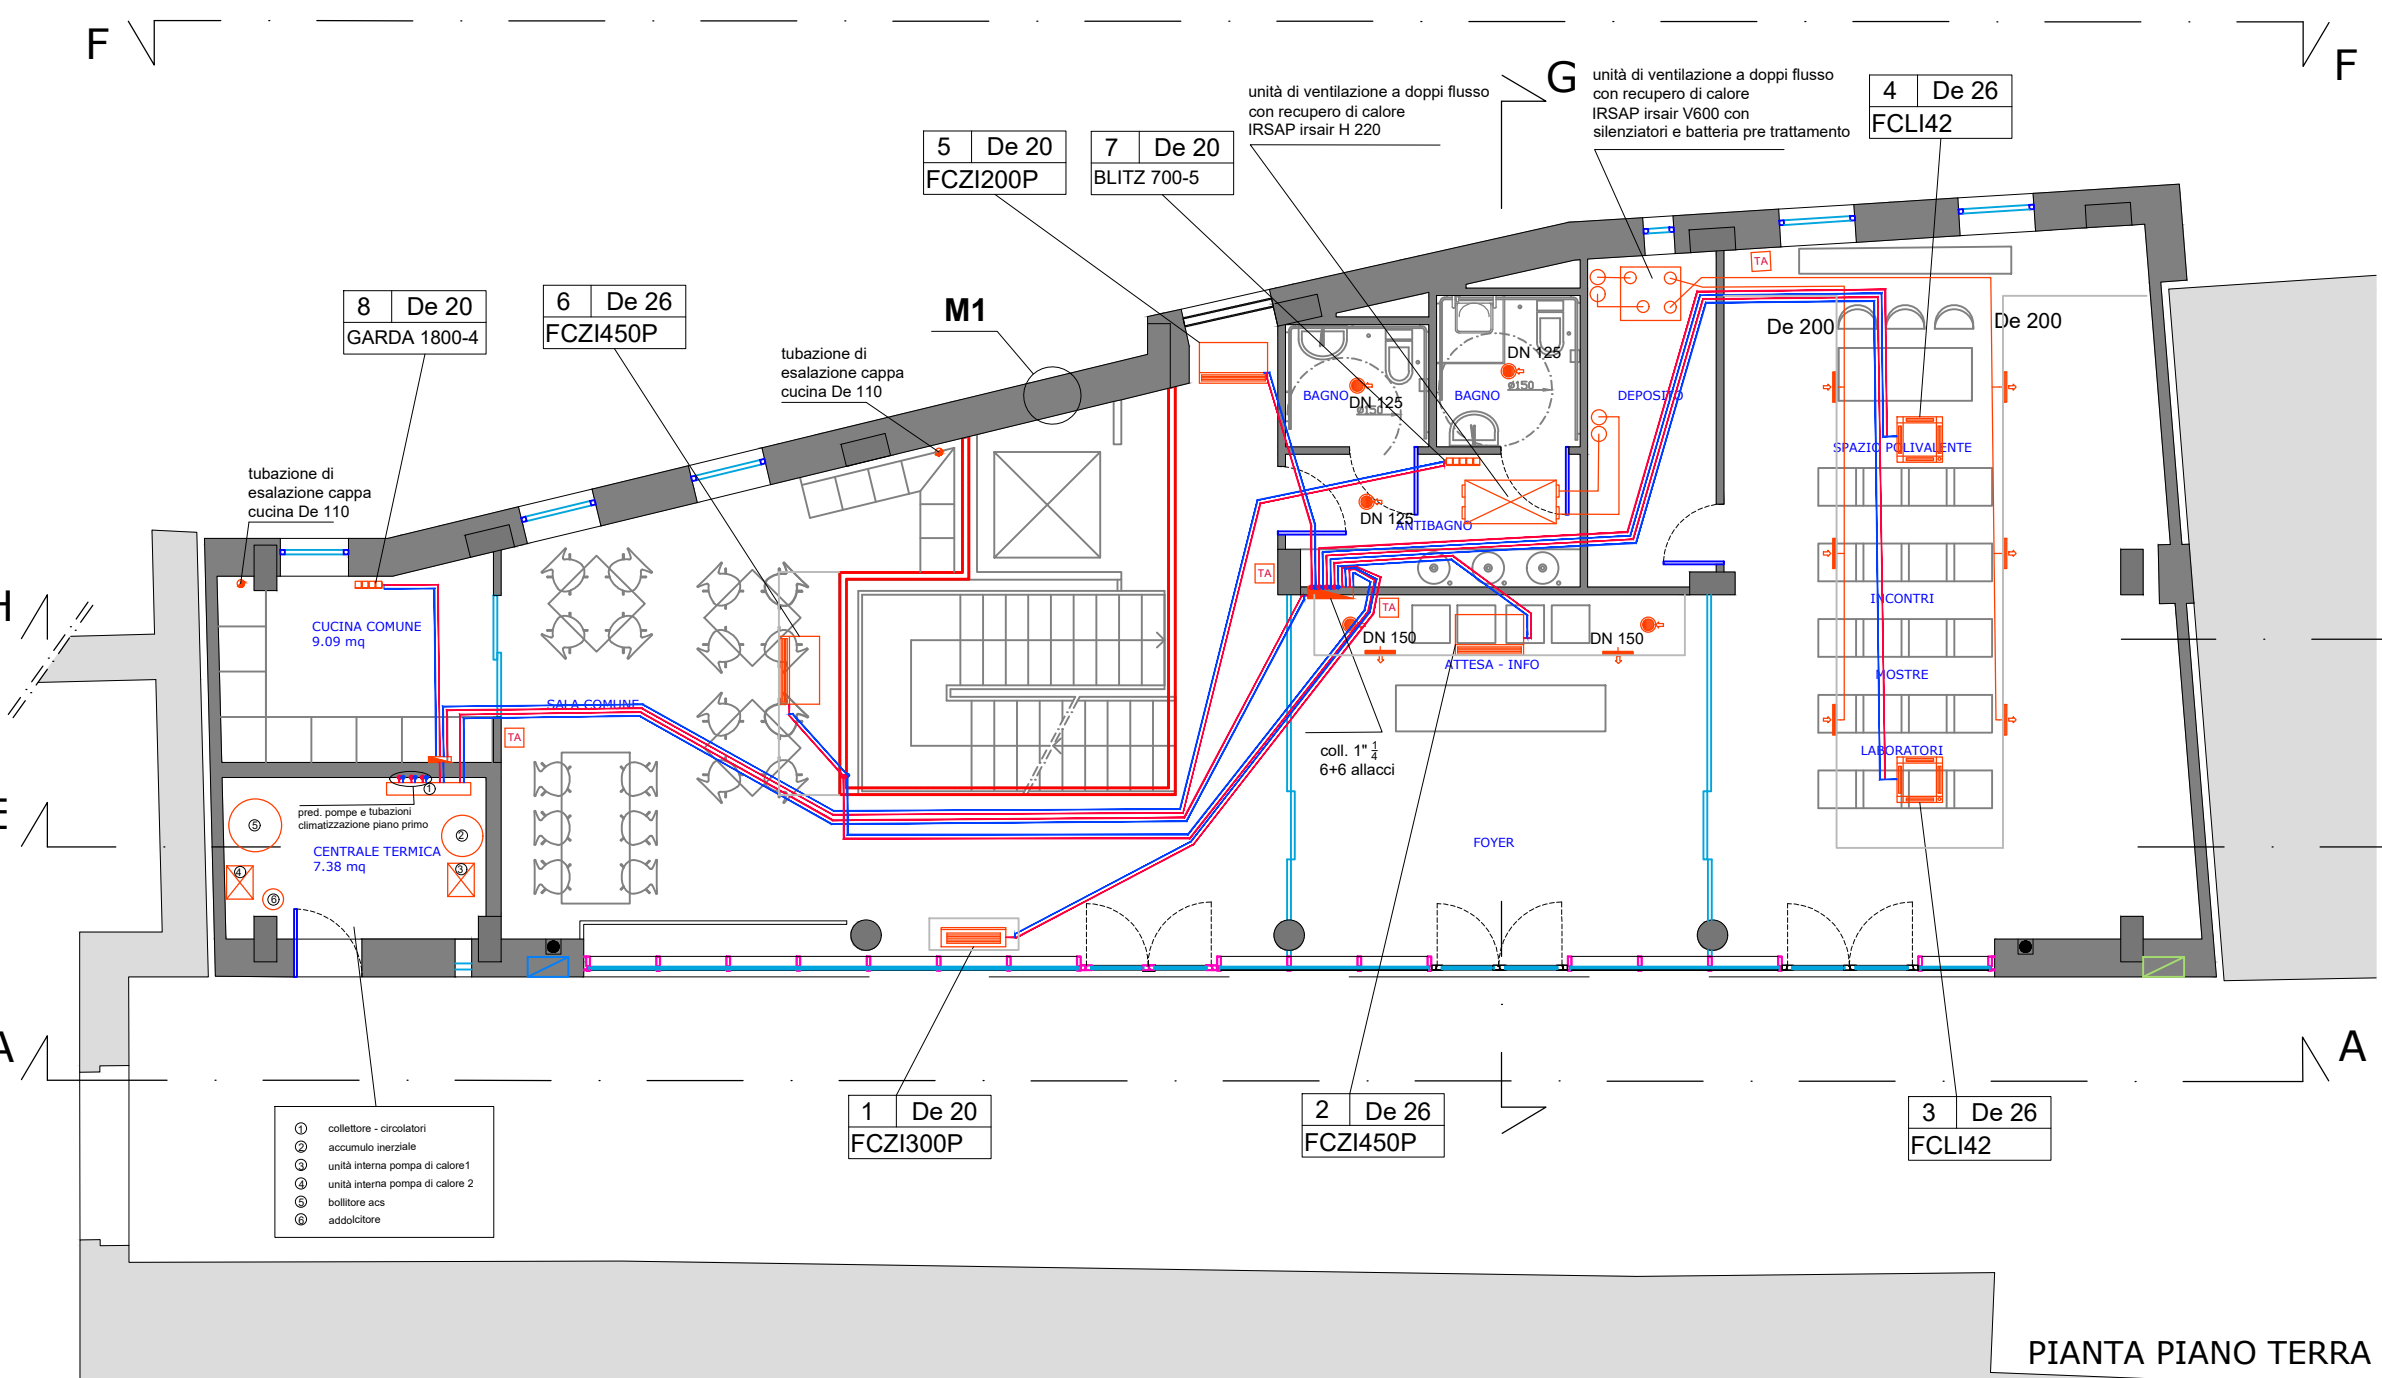 F
F
G
unità di ventilazione a doppi flusso
con recupero di calore
IRSAP irsair H 220
unità di ventilazione a doppi flusso
con recupero di calore
IRSAP irsair V600 con
silenziatori e batteria pre trattamento
4 De 26
FCLI42
5 De 20
FCZI200P
7 De 20
BLITZ 700-5
8 De 20
GARDA 1800-4
6 De 26
FCZI450P
M1
tubazione di
esalazione cappa
cucina De 110
tubazione di
esalazione cappa
cucina De 110
TA
De 200
De 200
DN 125
Ø150
BAGNO
DN 125
Ø150
BAGNO
DEPOSITO
SPAZIO POLIVALENTE
DN 125
ANTIBAGNO
TA
TA
INCONTRI
H
CUCINA COMUNE
9.09 mq
DN 150
DN 150
ATTESA - INFO
MOSTRE
SALA COMUNE
TA
coll. 1" 1/4
6+6 allacci
LABORATORI
1
pred. pompe e tubazioni
climatizzazione piano primo
5
2
E
FOYER
CENTRALE TERMICA
7.38 mq
4
3
6
A
A
1 collettore - circolatori
2 accumulo inerziale
3 unità interna pompa di calore1
4 unità interna pompa di calore 2
5 bollitore acs
6 addolcitore
1 De 20
FCZI300P
2 De 26
FCZI450P
3 De 26
FCLI42
PIANTA PIANO TERRA